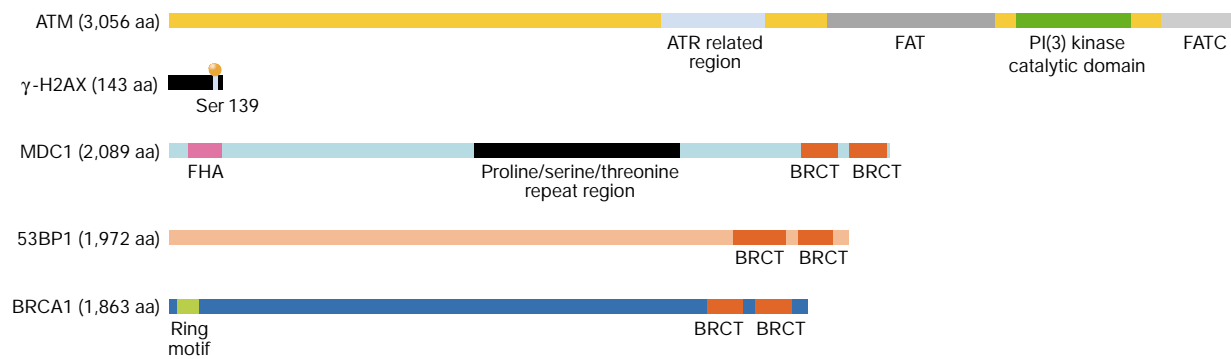 ATM (3,056 aa)
ATR related
region
FAT
PI(3) kinase
catalytic domain
FATC
γ-H2AX (143 aa)
Ser 139
MDC1 (2,089 aa)
FHA
Proline/serine/threonine
repeat region
BRCT
BRCT
53BP1 (1,972 aa)
BRCT
BRCT
BRCA1 (1,863 aa)
Ring
motif
BRCT
BRCT